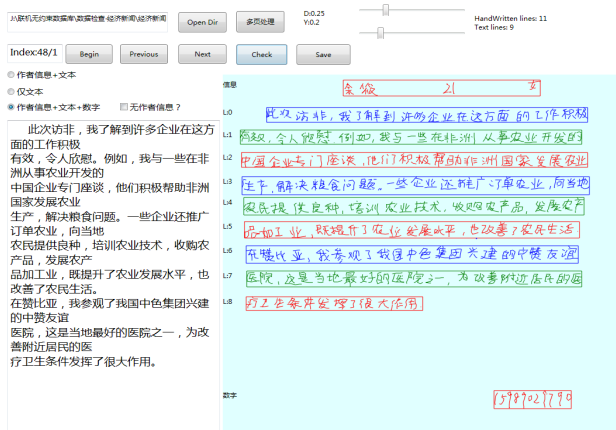 J:\联机无约束数据库\数据检查-经济新闻\经济新闻
Open Dir
多页处理
D:0.25
Y:0.2
HandWritten lines: 11
Text lines: 9
Index:48/1
Begin
Previous
Next
Check
Save
作者信息+文本
仅文本
作者信息+文本+数字
无作者信息？
此次访非，我了解到许多企业在这方
面的工作积极
有效，令人欣慰。例如，我与一些在非
洲从事农业开发的
中国企业专门座谈，他们积极帮助非洲
国家发展农业
生产，解决粮食问题。一些企业还推广
订单农业，向当地
农民提供良种，培训农业技术，收购农
产品，发展农产
品加工业，既提升了农业发展水平，也
改善了农民生活。
在赞比亚，我参观了我国中色集团兴建
的中赞友谊
医院，这是当地最好的医院之一，为改
善附近居民的医
疗卫生条件发挥了很大作用。
信息
21 女
L:0 此次访非，我了解到许多企业在这方面的工作积极
L:1 有效，令人欣慰。例如，我与一些在非洲从事农业开发的
L:2 中国企业专门座谈，他们积极帮助非洲国家发展农业
L:3 生产，解决粮食问题。一些企业还推广订单农业，向当地
L:4 农民提供良种，培训农业技术，收购农产品，发展农产
L:5 品加工业，既提升了农业发展水平，也改善了农民生活
L:6 在赞比亚，我参观了我国中色集团兴建的中赞友谊
L:7 医院，这是当地最好的医院之一，为改善附近居民的医
L:8 疗卫生条件发挥了很大作用
数字